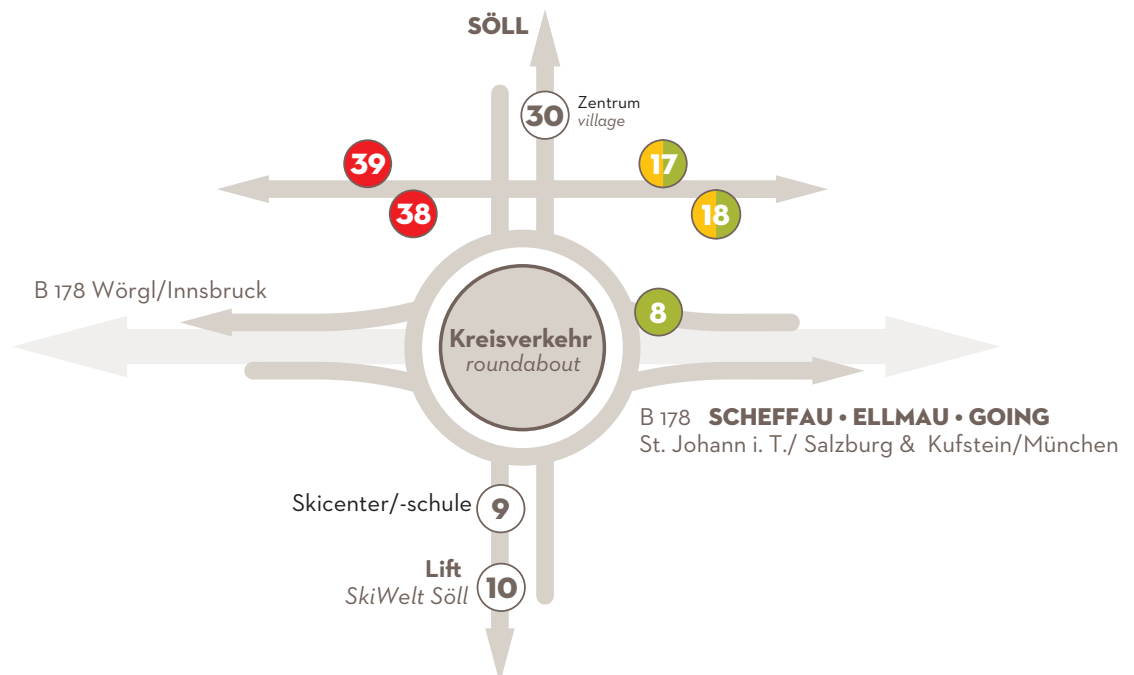 SÖLL
30
Zentrum
village
39
17
38
18
B 178 Wörgl/Innsbruck
8
Kreisverkehr
roundabout
B 178 SCHEFFAU • ELLMAU • GOING
St. Johann i. T./ Salzburg & Kufstein/München
Skicenter/-schule
9
Lift
SkiWelt Söll
10